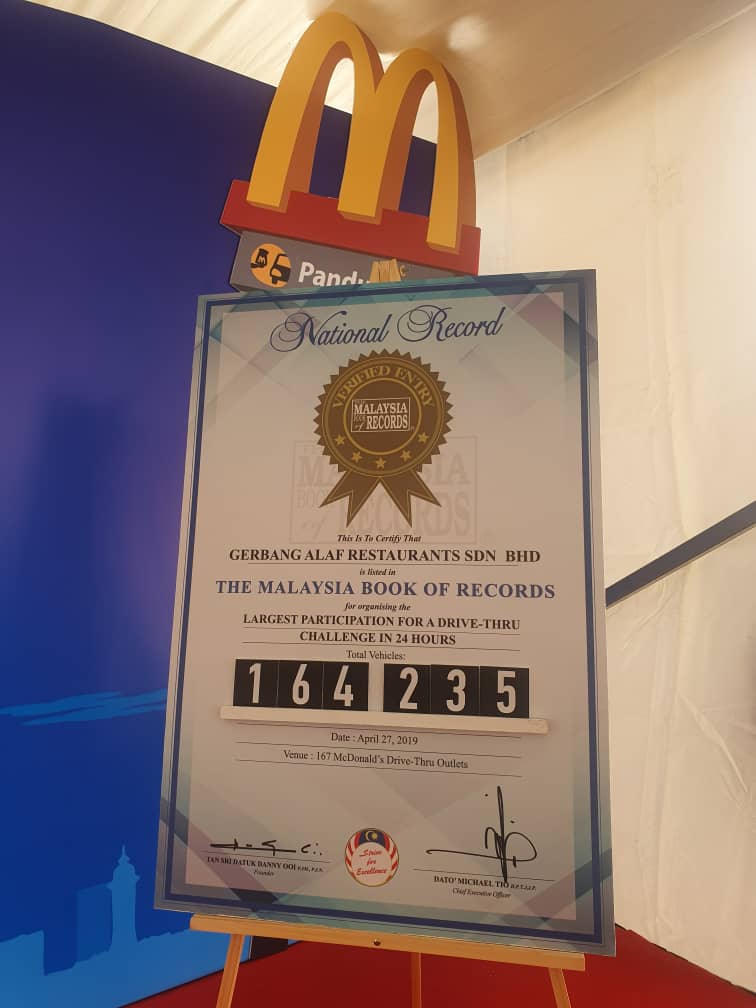 Pandu
National Record
VERIFIED ENTRY
THE
MALAYSIA
BOOK
of RECORDS
This Is To Certify That
GERBANG ALAF RESTAURANTS SDN BHD
is listed in
THE MALAYSIA BOOK OF RECORDS
for organising the
LARGEST PARTICIPATION FOR A DRIVE-THRU
CHALLENGE IN 24 HOURS
Total Vehicles:
164 235
Date : April 27, 2019
Venue : 167 McDonald's Drive-Thru Outlets
Strive
for
Excellence
TAN SRI DATUK DANNY OOI
Founder
DATO' MICHAEL TIO
Chief Executive Officer